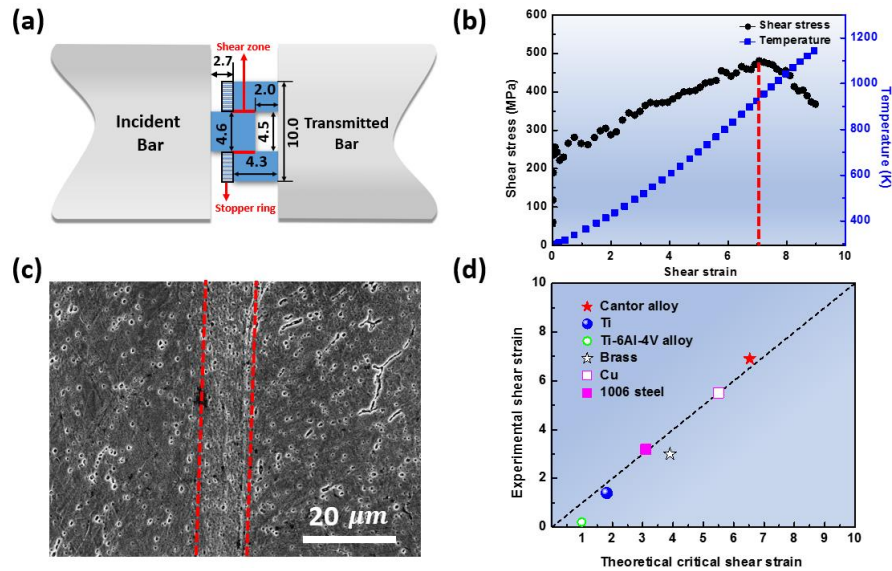 (a)
Shear zone
2.7
2.0
Incident
Bar
4.6
4.5
10.0
Transmitted
Bar
4.3
Stopper ring
(b)
Shear stress
Temperature
600
500
400
300
200
100
0
Shear stress (MPa)
0 2 4 6 8 10
Shear strain
1200
1000
800
600
400
Temperature (K)
(c)
20 μm
(d)
Cantor alloy
Ti
Ti-6Al-4V alloy
Brass
Cu
1006 steel
10
8
6
4
2
0
Experimental shear strain
0 1 2 3 4 5 6 7 8 9 10
Theoretical critical shear strain